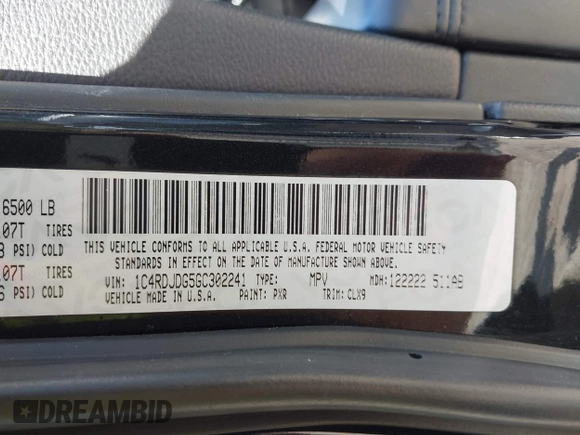 6500 LB
.07T TIRES
PSI) COLD
.07T TIRES
PSI) COLD
THIS VEHICLE CONFORMS TO ALL APPLICABLE U.S.A. FEDERAL MOTOR VEHICLE SAFETY
STANDARDS IN EFFECT ON THE DATE OF MANUFACTURE SHOWN ABOVE.
VIN: 1C4RDJDG5GC302241 TYPE: MPV MDH: 122222 511AB
VEHICLE MADE IN U.S.A. PAINT: PXR TRIM: CLX9
DREAMBID